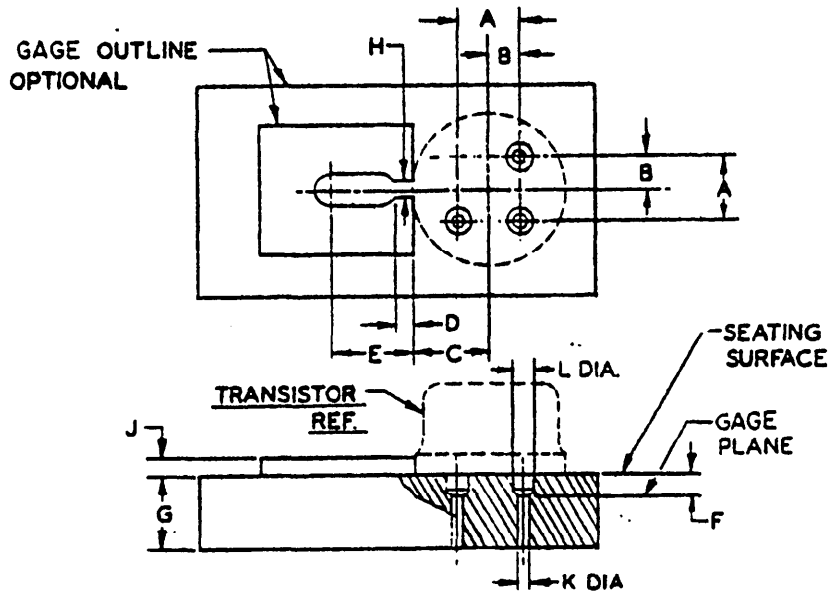 A
H
B
GAGE OUTLINE
OPTIONAL
B
A
D
E
C
L DIA.
SEATING
SURFACE
TRANSISTOR
REF.
GAGE
PLANE
J
G
F
K DIA